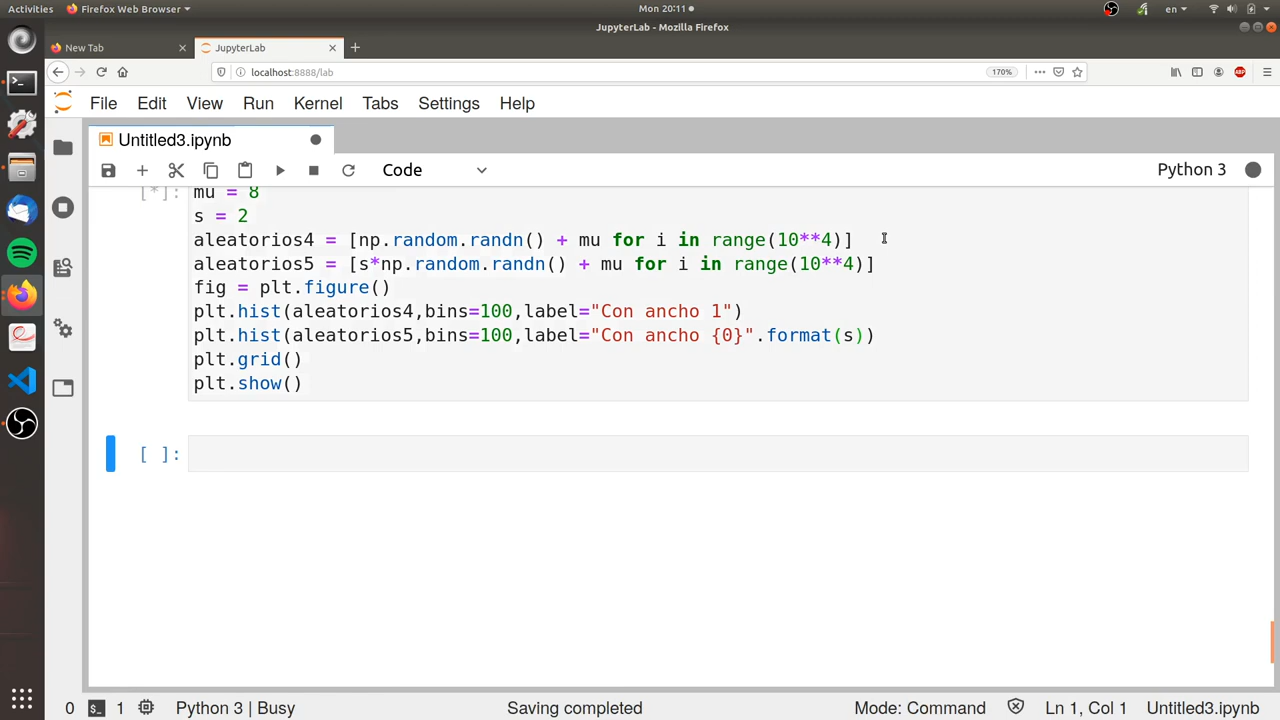 Activities Firefox Web Browser Mon 20:11 en
JupyterLab - Mozilla Firefox
New Tab JupyterLab
localhost:8888/lab 170% ABP
File Edit View Run Kernel Tabs Settings Help
Untitled3.ipynb
Code Python 3
[*]: mu = 8
s = 2
aleatorios4 = [np.random.randn() + mu for i in range(10**4)]
aleatorios5 = [s*np.random.randn() + mu for i in range(10**4)]
fig = plt.figure()
plt.hist(aleatorios4,bins=100,label="Con ancho 1")
plt.hist(aleatorios5,bins=100,label="Con ancho {0}".format(s))
plt.grid()
plt.show()
[ ]:
0 1 Python 3 | Busy Saving completed Mode: Command Ln 1, Col 1 Untitled3.ipynb